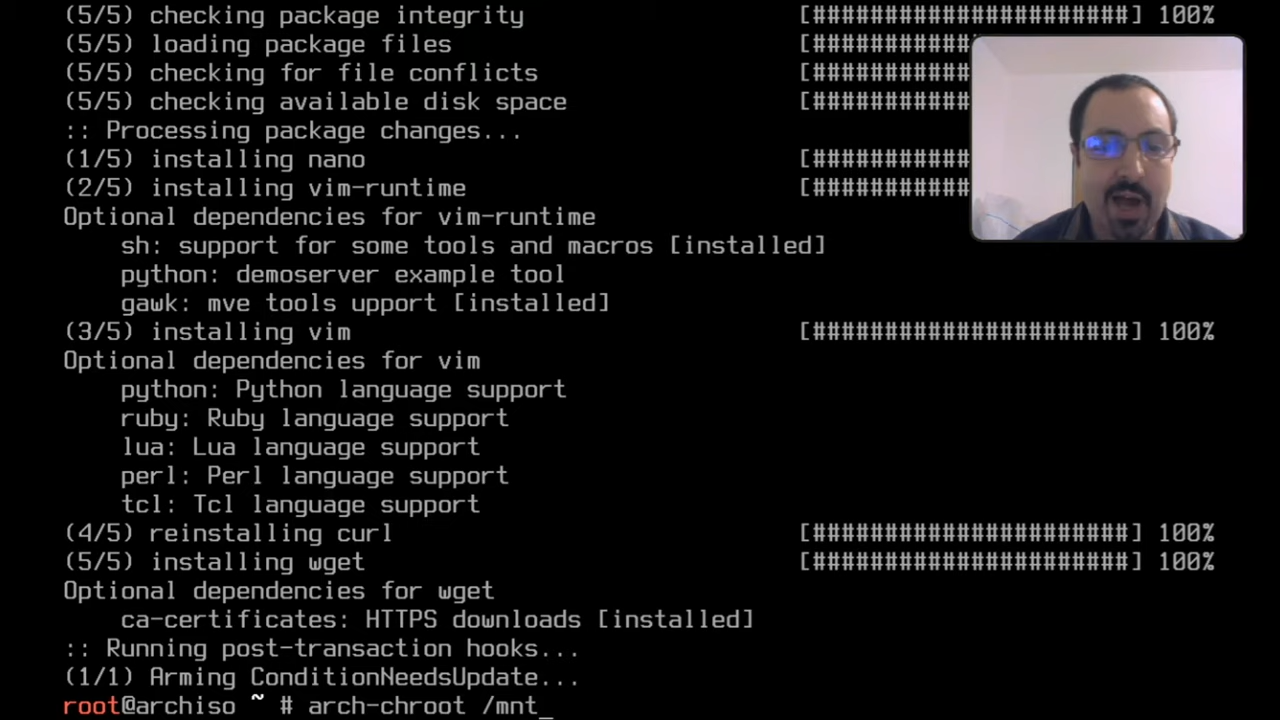 (5/5) checking package integrity [######################] 100%
(5/5) loading package files [###########
(5/5) checking for file conflicts [###########
(5/5) checking available disk space [###########
:: Processing package changes...
(1/5) installing nano [###########
(2/5) installing vim-runtime [###########
Optional dependencies for vim-runtime
    sh: support for some tools and macros [installed]
    python: demoserver example tool
    gawk: mve tools upport [installed]
(3/5) installing vim [######################] 100%
Optional dependencies for vim
    python: Python language support
    ruby: Ruby language support
    lua: Lua language support
    perl: Perl language support
    tcl: Tcl language support
(4/5) reinstalling curl [######################] 100%
(5/5) installing wget [######################] 100%
Optional dependencies for wget
    ca-certificates: HTTPS downloads [installed]
:: Running post-transaction hooks...
(1/1) Arming ConditionNeedsUpdate...
root@archiso ~ # arch-chroot /mnt_